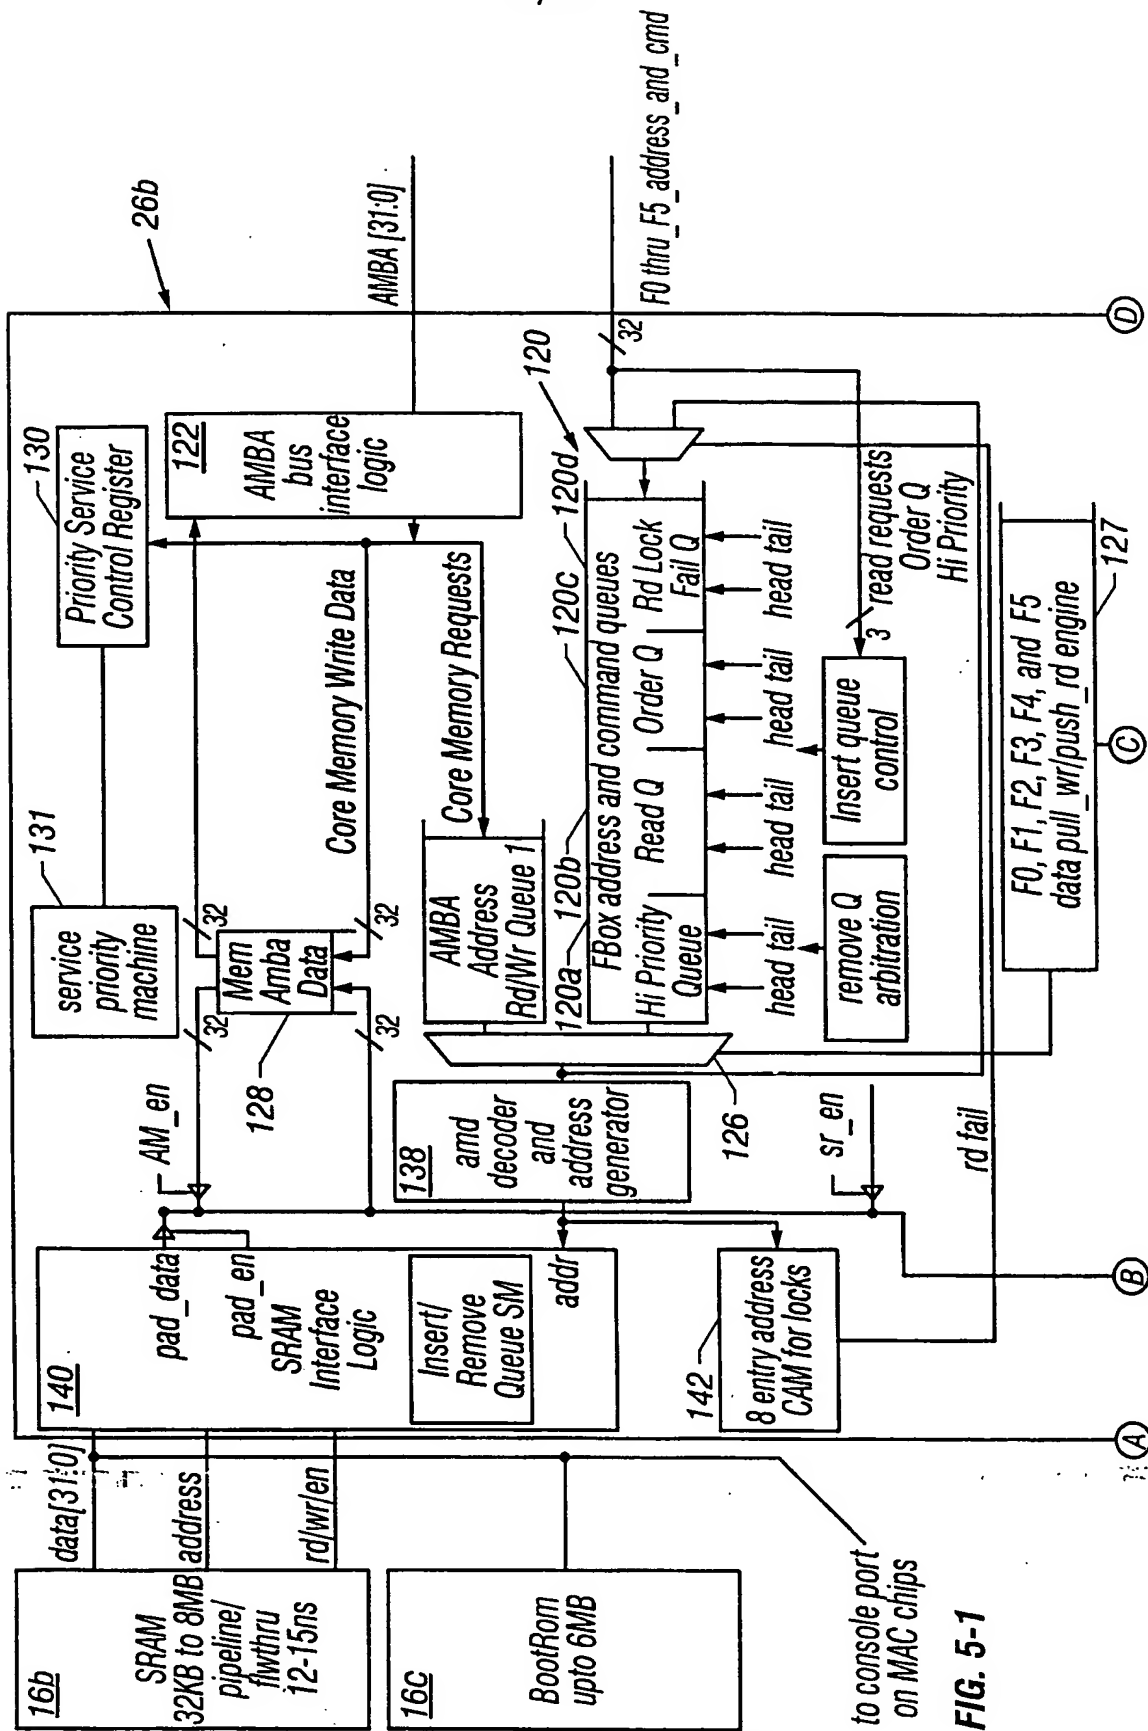 16b
SRAM
32KB to 8MB
pipeline/
flwthru
12-15ns
data[31:0]
address
rd/wr/en
16c
BootRom
upto 6MB
to console port
on MAC chips
FIG. 5-1
140
pad_data
pad_en
SRAM
Interface
Logic
Insert/
Remove
Queue SM
addr
142
8 entry address
CAM for locks
AM_en
sr_en
rd fail
138
amd
decoder
and
address
generator
126
131
service
priority
machine
130
Priority Service
Control Register
32
32
Mem
Amba
Data
32
32
128
122
AMBA
bus
interface
logic
26b
AMBA [31:0]
Core Memory Write Data
Core Memory Requests
AMBA
Address
Rd/Wr Queue 1
120a
120b
120c
120d
120
FBox address and command queues
Hi Priority
Queue
Read Q
Order Q
Rd Lock
Fail Q
head tail
head tail
head tail
head tail
remove Q
arbitration
Insert queue
control
32
F0 thru_F5_address_and_cmd
3
read requests
Order Q
Hi Priority
F0, F1, F2, F3, F4, and F5
data pull_wr/push_rd engine
127
A
B
C
D